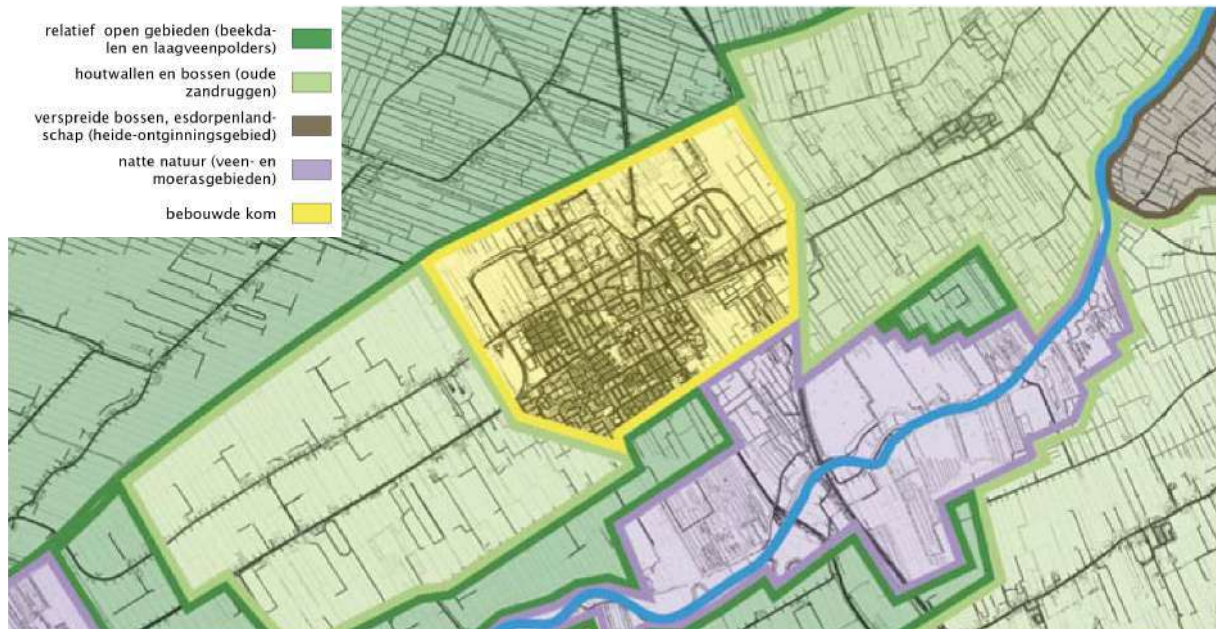 relatief open gebieden (beekda-
len en laagveenpolders)
houtwallen en bossen (oude
zandruggen)
verspreide bossen, esdorpenland-
schap (heide-ontginningsgebied)
natte natuur (veen- en
moerasgebieden)
bebouwde kom